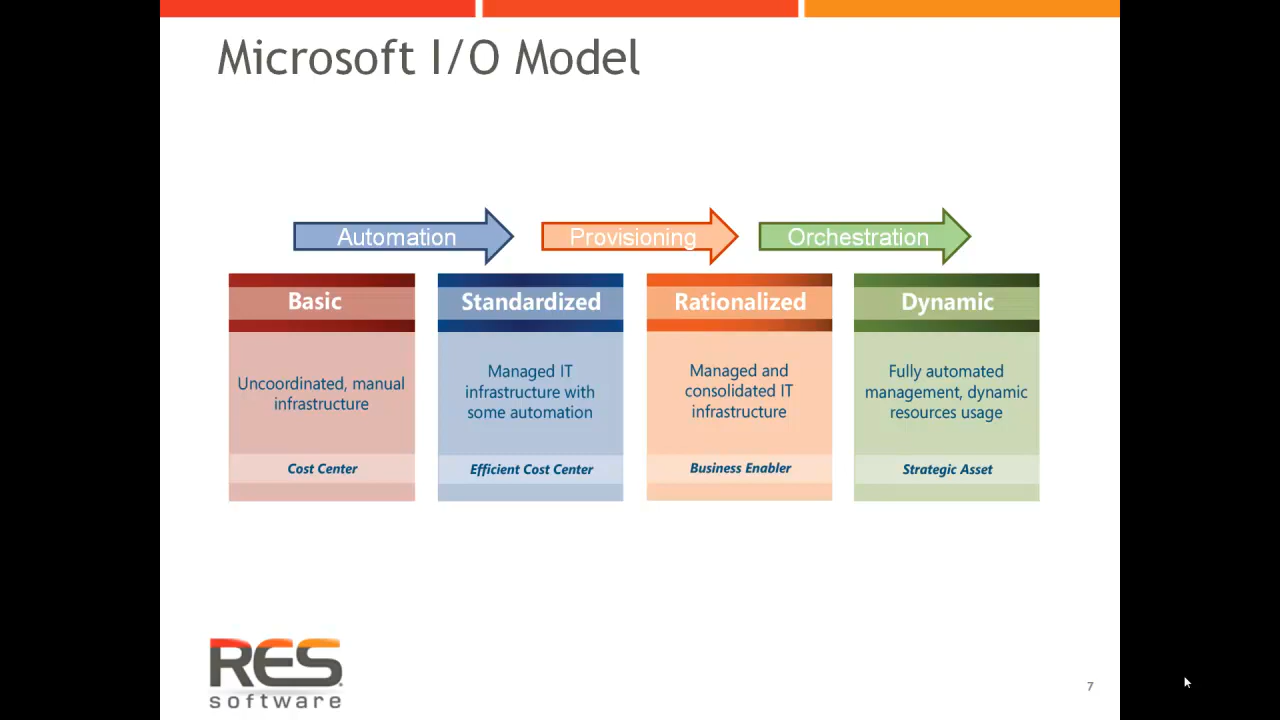 Microsoft I/O Model
Automation
Provisioning
Orchestration
Basic
Uncoordinated, manual
infrastructure
Cost Center
Standardized
Managed IT
infrastructure with
some automation
Efficient Cost Center
Rationalized
Managed and
consolidated IT
infrastructure
Business Enabler
Dynamic
Fully automated
management, dynamic
resources usage
Strategic Asset
RES
software
7